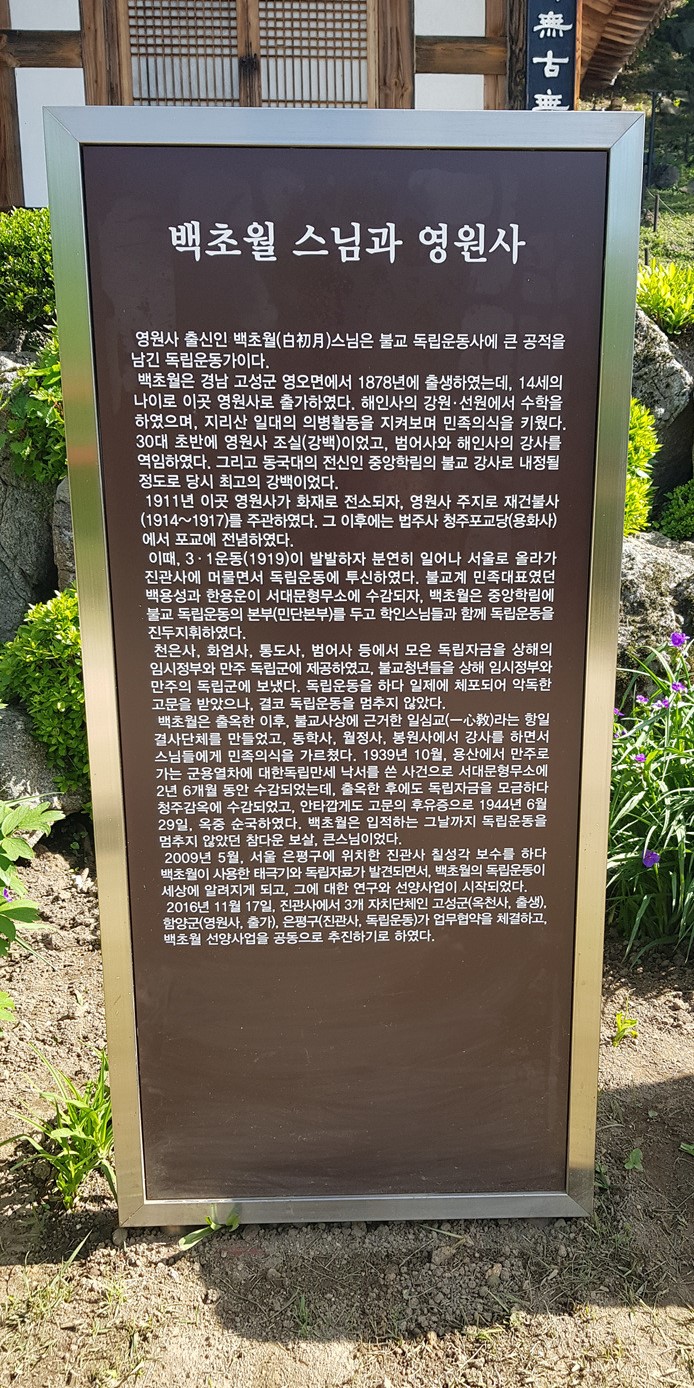 無古無
백초월 스님과 영원사
영원사 출신인 백초월(白初月)스님은 불교 독립운동사에 큰 공적을
남긴 독립운동가이다.
백초월은 경남 고성군 영오면에서 1878년에 출생하였는데, 14세의
나이로 이곳 영원사로 출가하였다. 해인사의 강원·선원에서 수학을
하였으며, 지리산 일대의 의병활동을 지켜보며 민족의식을 키웠다.
30대 초반에 영원사 조실(강백)이었고, 범어사와 해인사의 강사를
역임하였다. 그리고 동국대의 전신인 중앙학림의 불교 강사로 내정될
정도로 당시 최고의 강백이었다.
1911년 이곳 영원사가 화재로 전소되자, 영원사 주지로 재건불사
(1914～1917)를 주관하였다. 그 이후에는 법주사 청주포교당(용화사)
에서 포교에 전념하였다.
이때, 3·1운동(1919)이 발발하자 분연히 일어나 서울로 올라가
진관사에 머물면서 독립운동에 투신하였다. 불교계 민족대표였던
백용성과 한용운이 서대문형무소에 수감되자, 백초월은 중앙학림에
불교 독립운동의 본부(민단본부)를 두고 학인스님들과 함께 독립운동을
진두지휘하였다.
천은사, 화엄사, 통도사, 범어사 등에서 모은 독립자금을 상해의
임시정부와 만주 독립군에 제공하였고, 불교청년들을 상해 임시정부와
만주의 독립군에 보냈다. 독립운동을 하다 일제에 체포되어 악독한
고문을 받았으나, 결코 독립운동을 멈추지 않았다.
백초월은 출옥한 이후, 불교사상에 근거한 일심교(一心敎)라는 항일
결사단체를 만들었고, 동학사, 월정사, 봉원사에서 강사를 하면서
스님들에게 민족의식을 가르쳤다. 1939년 10월, 용산에서 만주로
가는 군용열차에 대한독립만세 낙서를 쓴 사건으로 서대문형무소에
2년 6개월 동안 수감되었는데, 출옥한 후에도 독립자금을 모금하다
청주감옥에 수감되었고, 안타깝게도 고문의 후유증으로 1944년 6월
29일, 옥중 순국하였다. 백초월은 입적하는 그날까지 독립운동을
멈추지 않았던 참다운 보살, 큰스님이었다.
2009년 5월, 서울 은평구에 위치한 진관사 칠성각 보수를 하다
백초월이 사용한 태극기와 독립자료가 발견되면서, 백초월의 독립운동이
세상에 알려지게 되고, 그에 대한 연구와 선양사업이 시작되었다.
2016년 11월 17일, 진관사에서 3개 자치단체인 고성군(옥천사, 출생),
함양군(영원사, 출가), 은평구(진관사, 독립운동)가 업무협약을 체결하고,
백초월 선양사업을 공동으로 추진하기로 하였다.